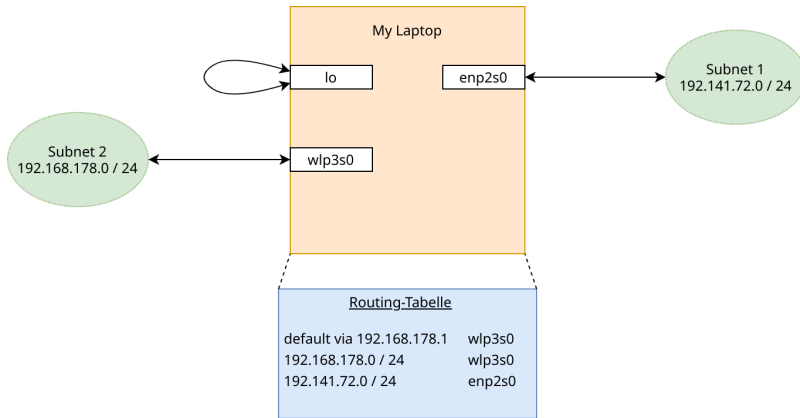 My Laptop
lo
enp2s0
Subnet 1
192.141.72.0 / 24
Subnet 2
192.168.178.0 / 24
wlp3s0
Routing-Tabelle
default via 192.168.178.1 wlp3s0
192.168.178.0 / 24 wlp3s0
192.141.72.0 / 24 enp2s0